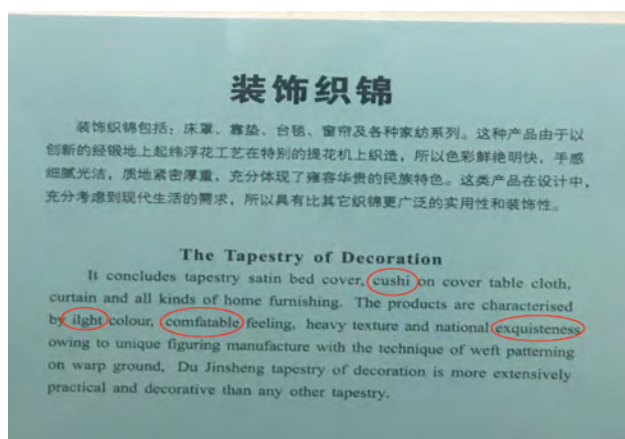 装饰织锦
装饰织锦包括：床罩、靠垫、台毯、窗帘及各种家纺系列。这种产品由于以
创新的经锻地上起纬浮花工艺在特别的提花机上织造，所以色彩鲜艳明快，手感
细腻光洁，质地紧密厚重，充分体现了雍容华贵的民族特色。这类产品在设计中，
充分考虑到现代生活的需求，所以具有比其它织锦更广泛的实用性和装饰性。
The Tapestry of Decoration
It concludes tapestry satin bed cover, cushi on cover table cloth,
curtain and all kinds of home furnishing. The products are characterised
by ilght colour, comfatable feeling, heavy texture and national exquisteness
owing to unique figuring manufacture with the technique of weft patterning
on warp ground, Du Jinsheng tapestry of decoration is more extensively
practical and decorative than any other tapestry.